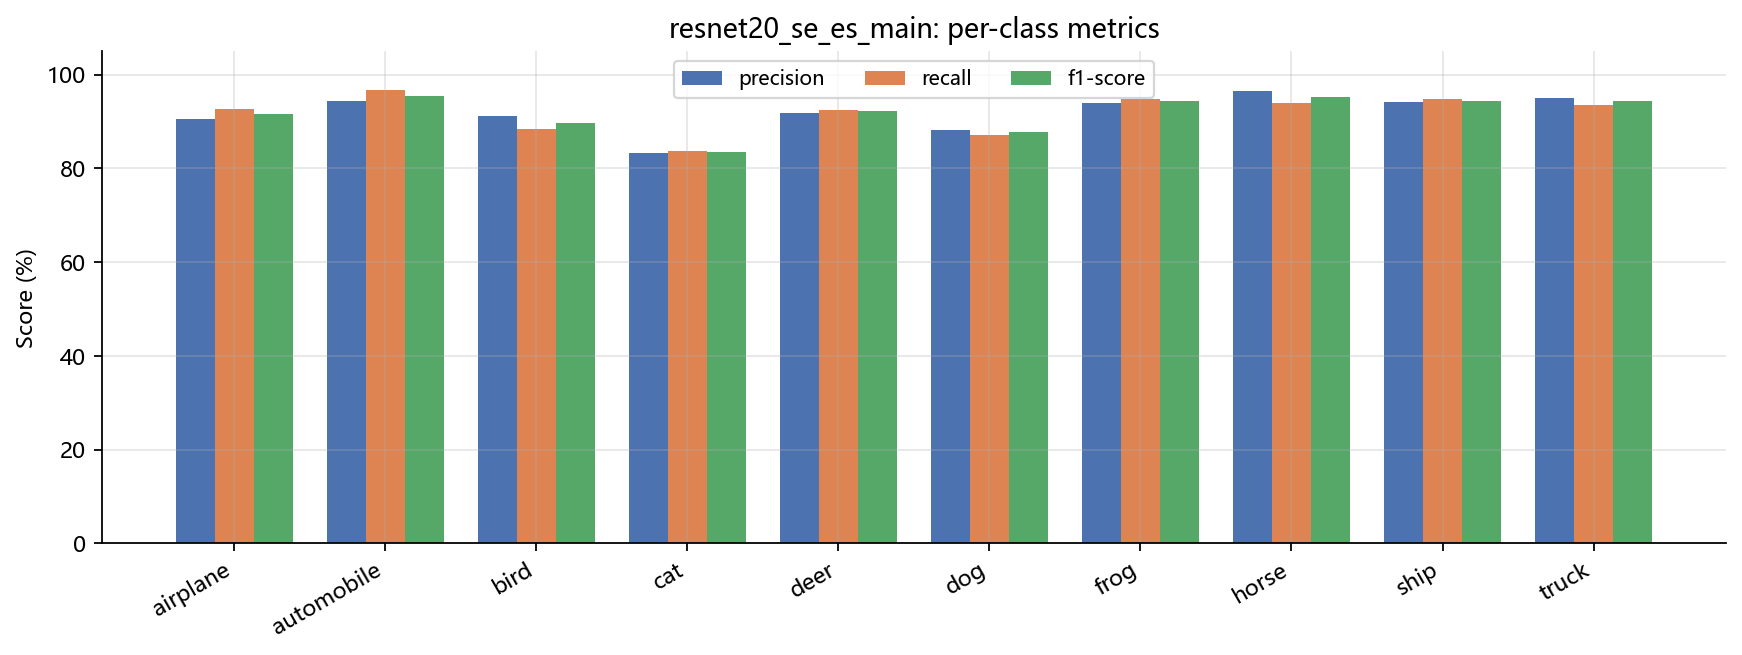 resnet20_se_es_main: per-class metrics
precision recall f1-score
Score (%)
100
80
60
40
20
0
airplane automobile bird cat deer dog frog horse ship truck